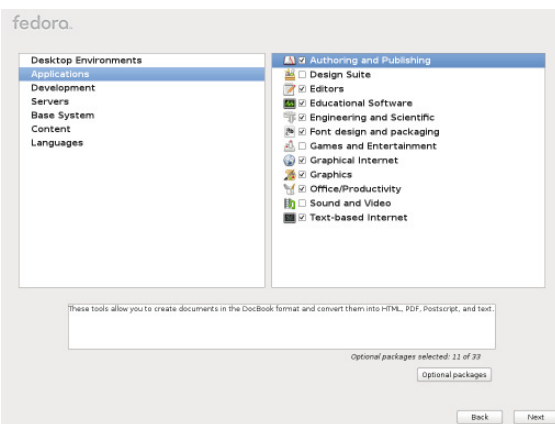 fedora.
Desktop Environments
Applications
Development
Servers
Base System
Content
Languages
Authoring and Publishing
Design Suite
Editors
Educational Software
Engineering and Scientific
Font design and packaging
Games and Entertainment
Graphical Internet
Graphics
Office/Productivity
Sound and Video
Text-based Internet
These tools allow you to create documents in the DocBook format and convert them into HTML, PDF, Postscript, and text.
Optional packages selected: 11 of 33
Optional packages
Back
Next